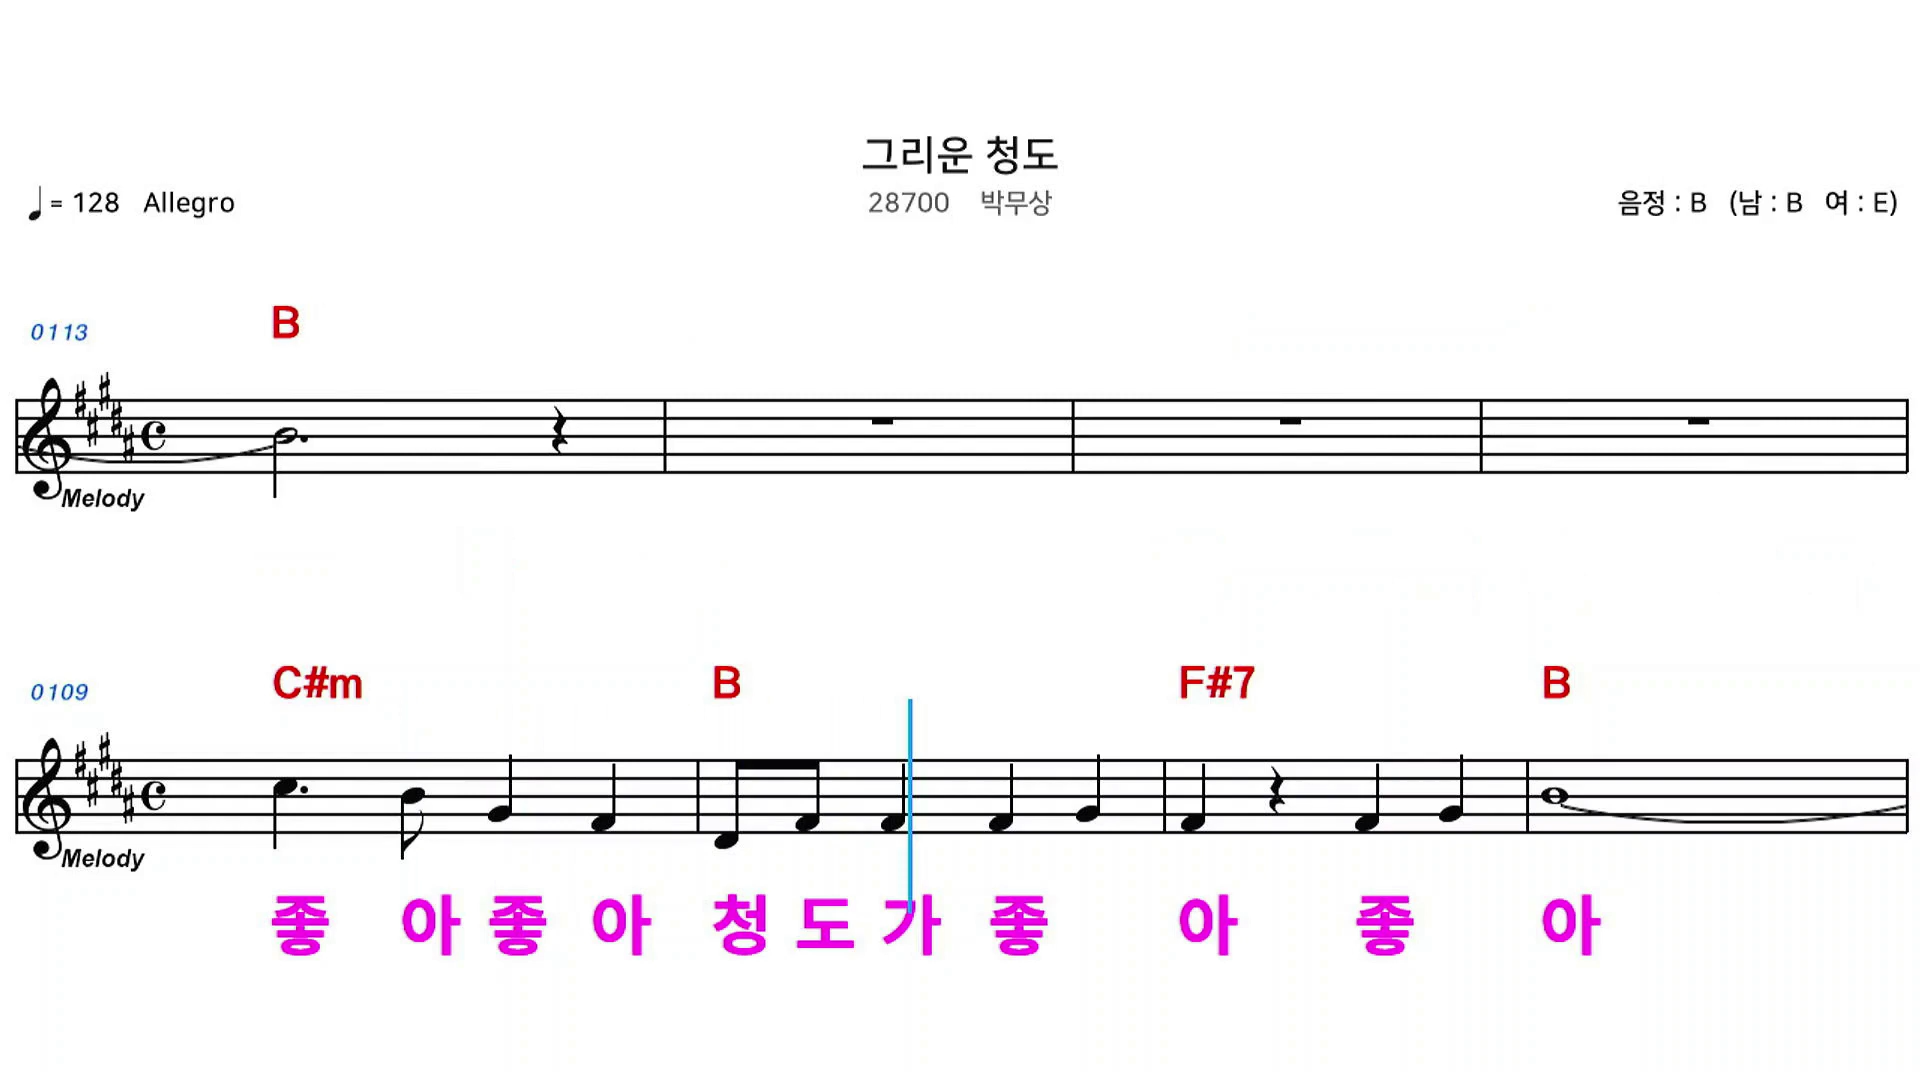 그리운 청도
♩= 128 Allegro 28700 박무상 음정 : B (남 : B 여 : E)
0113 B
Melody
0109 C#m B F#7 B
Melody
좋 아 좋 아 청 도 가 좋 아 좋 아